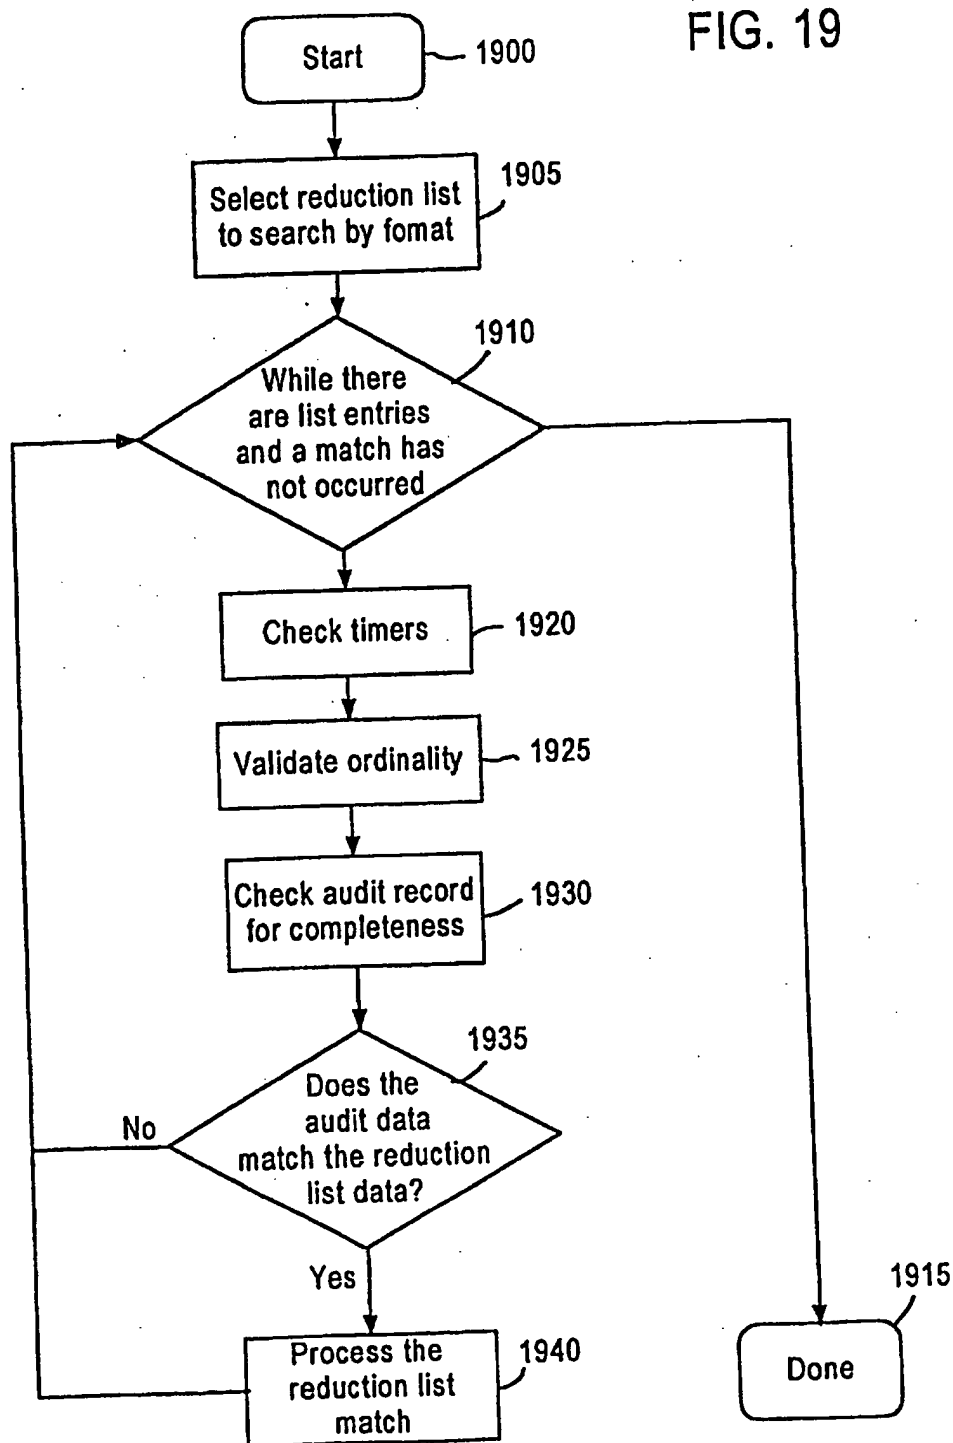 FIG. 19
Start
1900
Select reduction list
to search by fomat
1905
While there
are list entries
and a match has
not occurred
1910
Check timers
1920
Validate ordinality
1925
Check audit record
for completeness
1930
Does the
audit data
match the reduction
list data?
1935
No
Yes
Process the
reduction list
match
1940
Done
1915